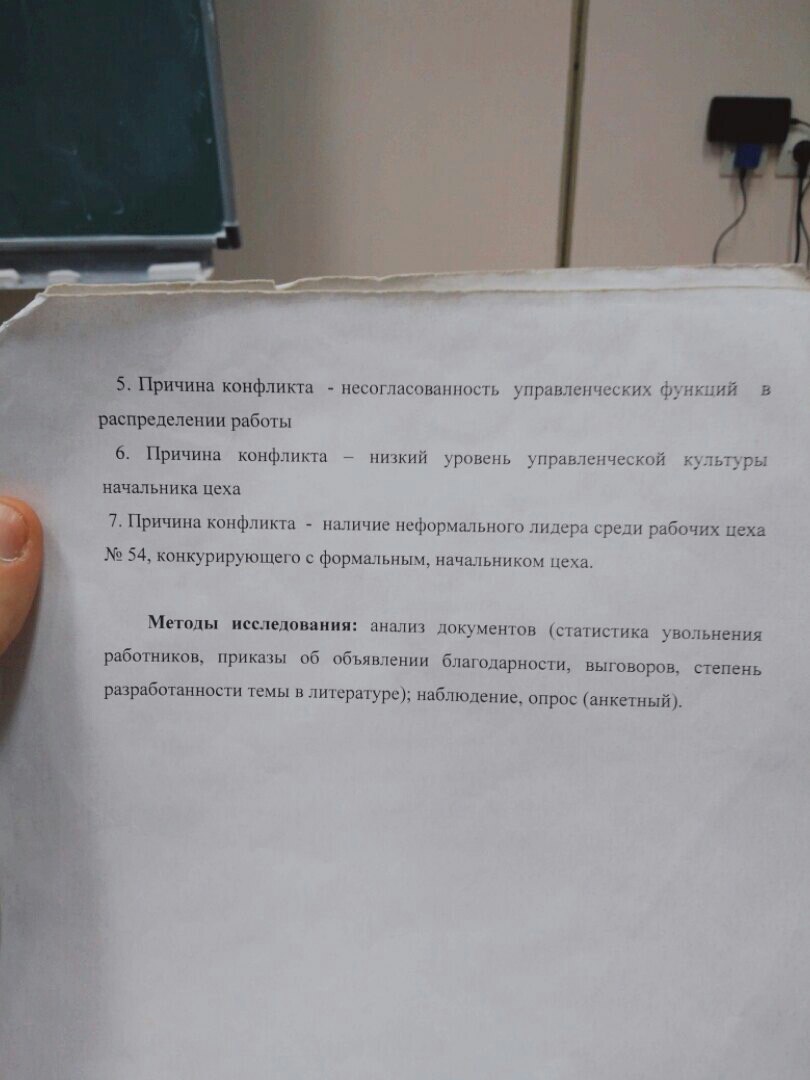 5. Причина конфликта - несогласованность управленческих функций в
распределении работы
6. Причина конфликта – низкий уровень управленческой культуры
начальника цеха
7. Причина конфликта - наличие неформального лидера среди рабочих цеха
№ 54, конкурирующего с формальным, начальником цеха.
Методы исследования: анализ документов (статистика увольнения
работников, приказы об объявлении благодарности, выговоров, степень
разработанности темы в литературе); наблюдение, опрос (анкетный).